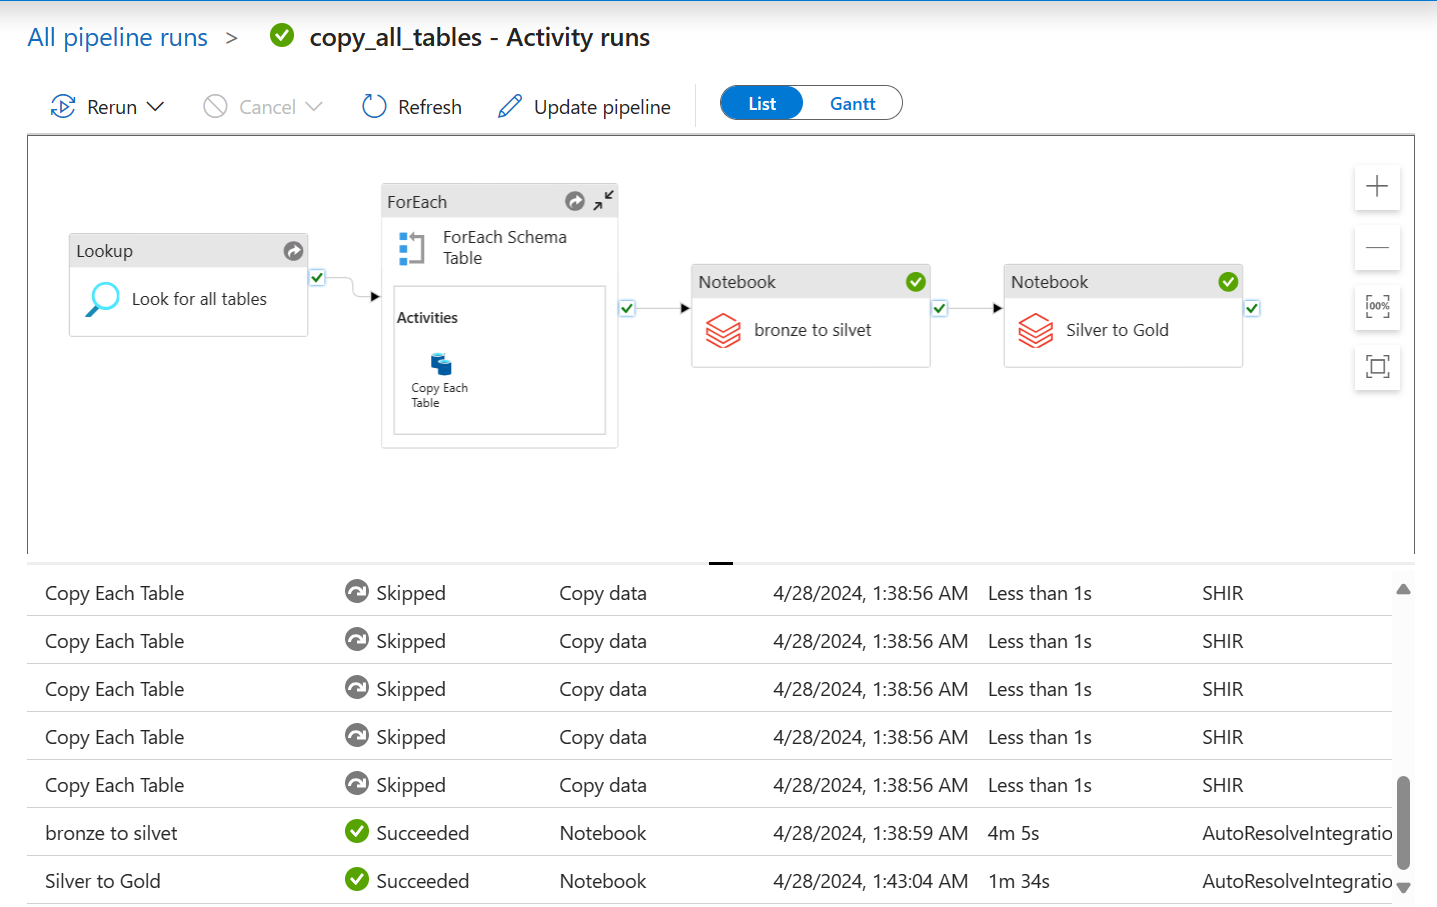 All pipeline runs > copy_all_tables - Activity runs
Rerun Cancel Refresh Update pipeline List Gantt
Lookup
Look for all tables
ForEach
ForEach Schema
Table
Activities
Copy Each
Table
Notebook
bronze to silvet
Notebook
Silver to Gold
100%
Copy Each Table Skipped Copy data 4/28/2024, 1:38:56 AM Less than 1s SHIR
Copy Each Table Skipped Copy data 4/28/2024, 1:38:56 AM Less than 1s SHIR
Copy Each Table Skipped Copy data 4/28/2024, 1:38:56 AM Less than 1s SHIR
Copy Each Table Skipped Copy data 4/28/2024, 1:38:56 AM Less than 1s SHIR
Copy Each Table Skipped Copy data 4/28/2024, 1:38:56 AM Less than 1s SHIR
bronze to silvet Succeeded Notebook 4/28/2024, 1:38:59 AM 4m 5s AutoResolveIntegratio
Silver to Gold Succeeded Notebook 4/28/2024, 1:43:04 AM 1m 34s AutoResolveIntegratio